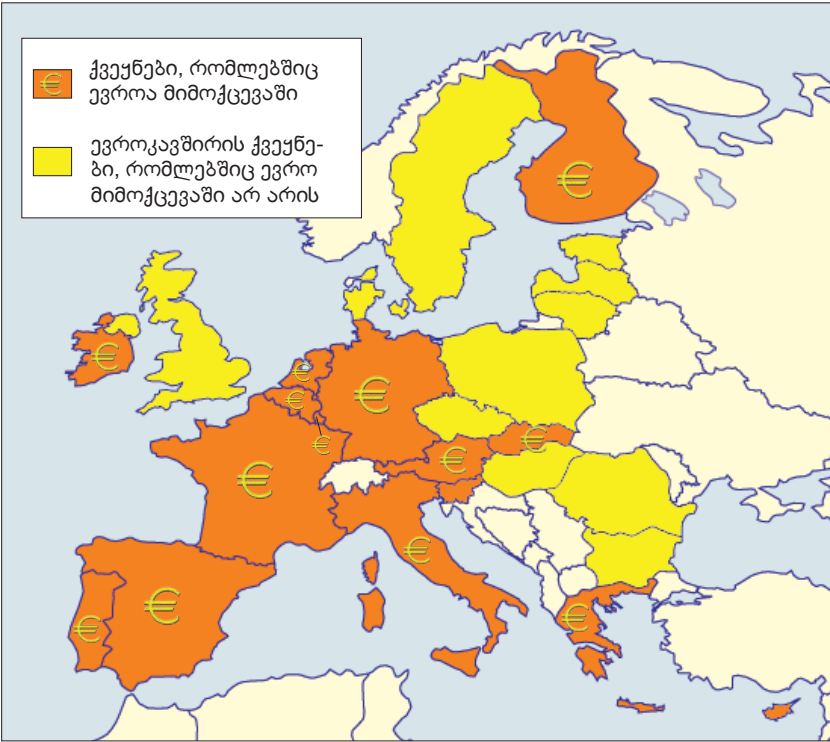 ქვეყნები, რომლებშიც
ევროა მიმოქცევაში
ევროკავშირის ქვეყნე-
ბი, რომლებშიც ევრო
მიმოქცევაში არ არის
€
€
€
€
€
€
€
€
€
€
€
€
€
€